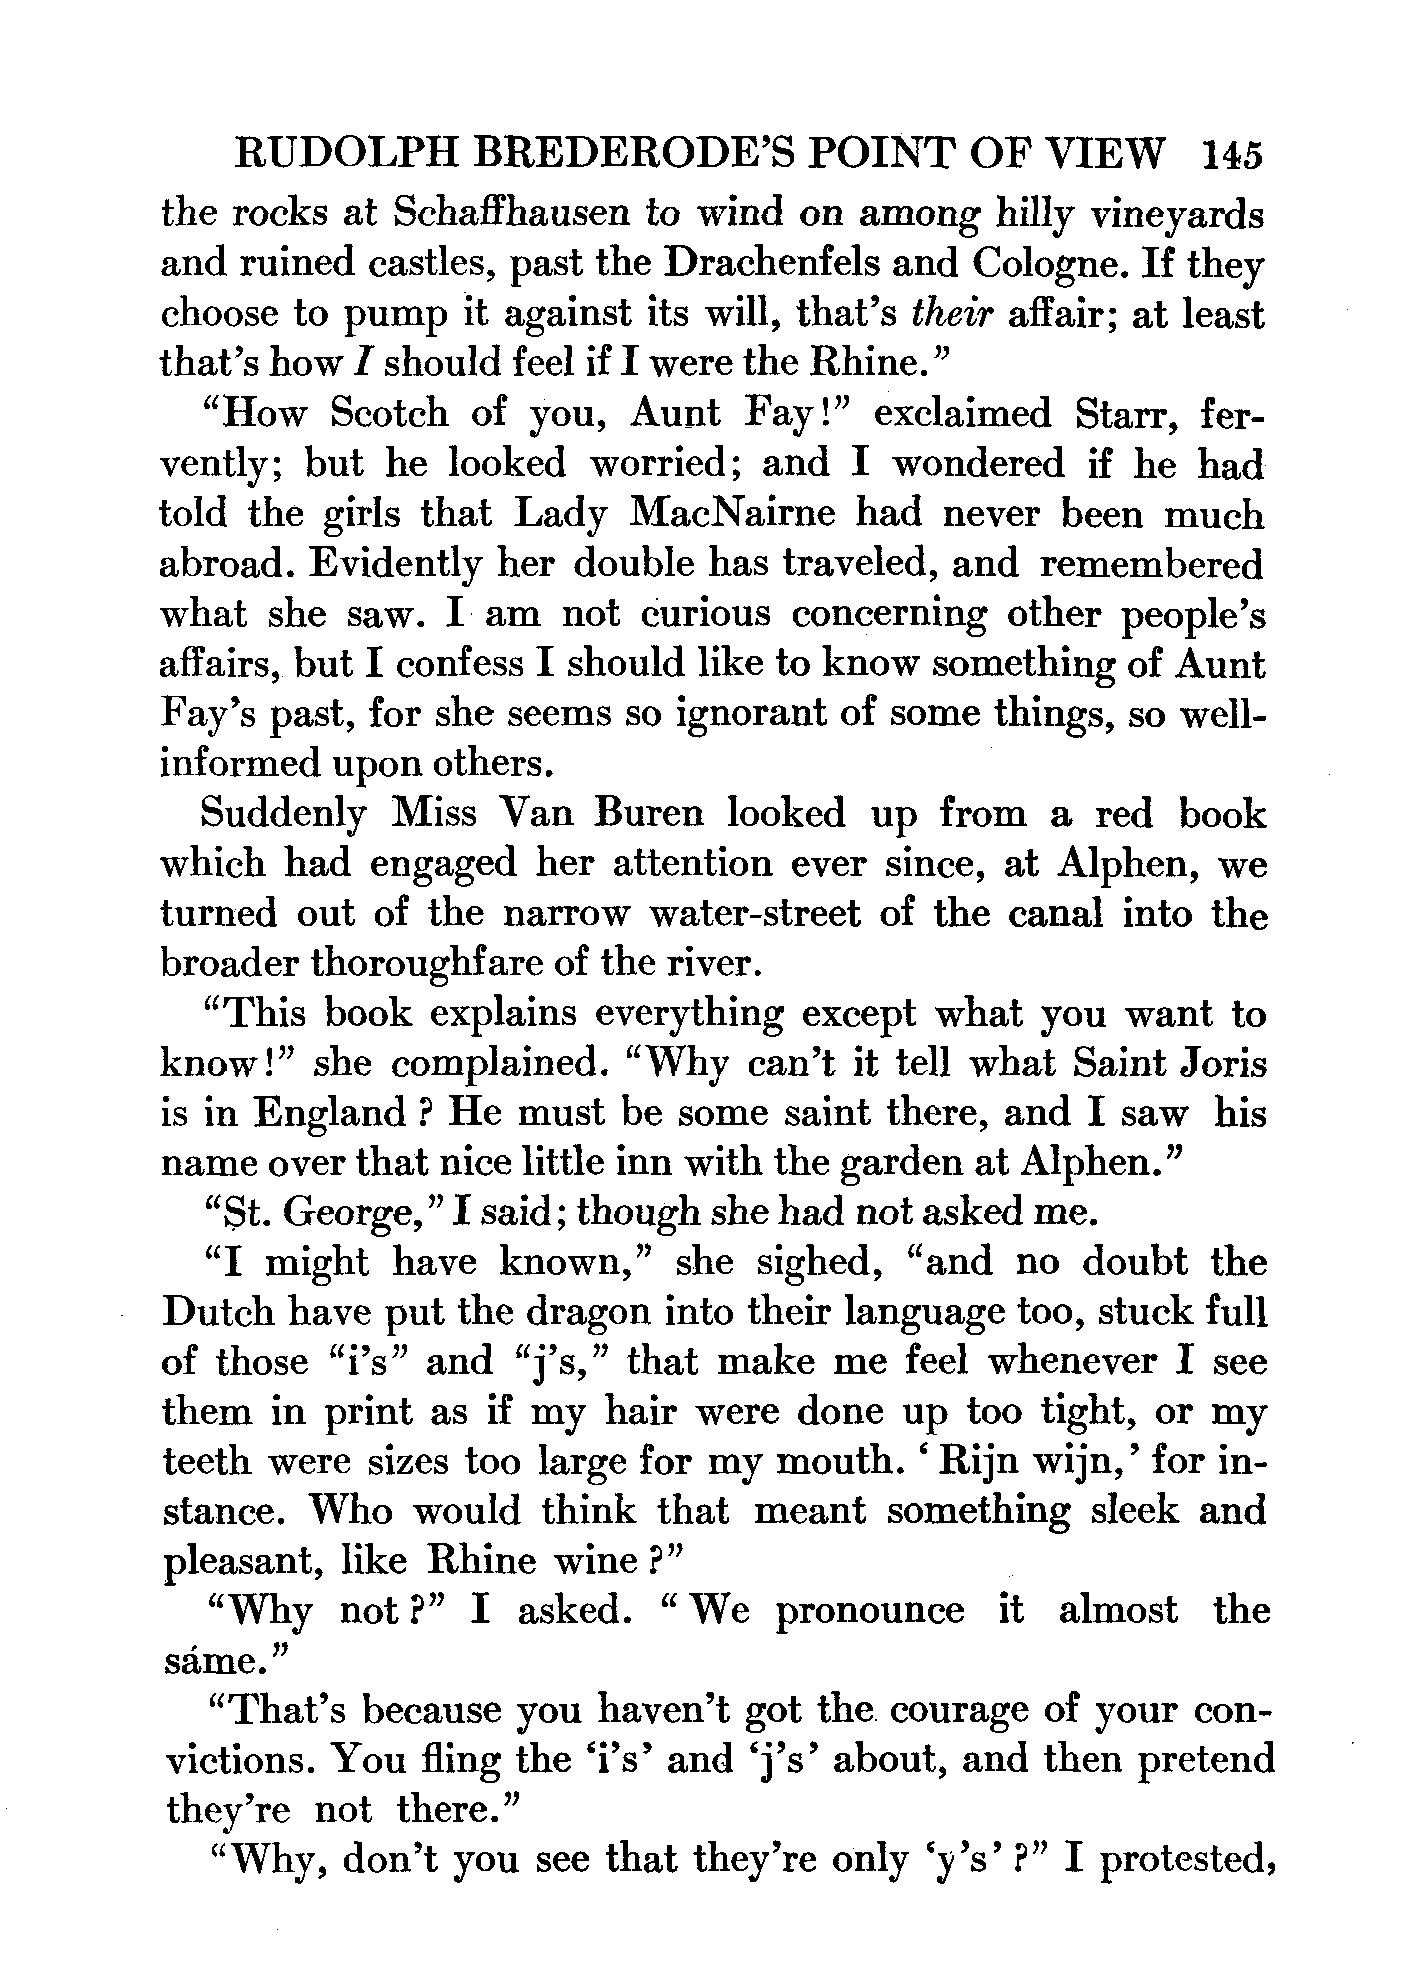 RUDOLPH BREDERODE'S POINT OF VIEW 145
the rocks at Schaffhausen to wind on among hilly vineyards
and ruined castles, past the Drachenfels and Cologne. If they
choose to pump it against its will, that's their affair; at least
that's how I should feel if I were the Rhine."
"How Scotch of you, Aunt Fay!" exclaimed Starr, fer-
vently; but he looked worried; and I wondered if he had
told the girls that Lady MacNairne had never been much
abroad. Evidently her double has traveled, and remembered
what she saw. I am not curious concerning other people's
affairs, but I confess I should like to know something of Aunt
Fay's past, for she seems so ignorant of some things, so well-
informed upon others.
Suddenly Miss Van Buren looked up from a red book
which had engaged her attention ever since, at Alphen, we
turned out of the narrow water-street of the canal into the
broader thoroughfare of the river.
"This book explains everything except what you want to
know!" she complained. "Why can't it tell what Saint Joris
is in England? He must be some saint there, and I saw his
name over that nice little inn with the garden at Alphen."
"St. George," I said; though she had not asked me.
"I might have known," she sighed, "and no doubt the
Dutch have put the dragon into their language too, stuck full
of those "i's" and "j's," that make me feel whenever I see
them in print as if my hair were done up too tight, or my
teeth were sizes too large for my mouth. 'Rijn wijn,' for in-
stance. Who would think that meant something sleek and
pleasant, like Rhine wine?"
"Why not?" I asked. "We pronounce it almost the
same."
"That's because you haven't got the courage of your con-
victions. You fling the 'i's' and 'j's' about, and then pretend
they're not there."
"Why, don't you see that they're only 'y's'?" I protested,